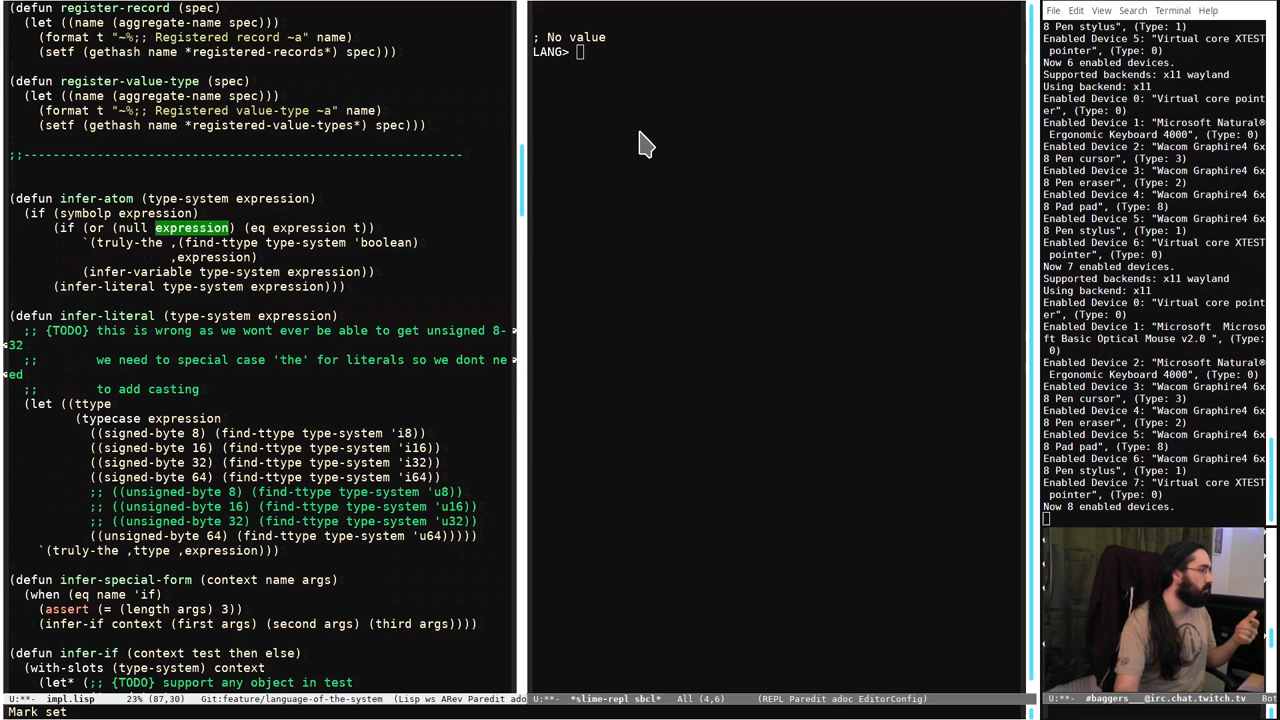 (defun register-record (spec)
  (let ((name (aggregate-name spec)))
    (format t "~%;; Registered record ~a" name)
    (setf (gethash name *registered-records*) spec)))
(defun register-value-type (spec)
  (let ((name (aggregate-name spec)))
    (format t "~%;; Registered value-type ~a" name)
    (setf (gethash name *registered-value-types*) spec)))
;;------------------------------------------------------------
(defun infer-atom (type-system expression)
  (if (symbolp expression)
      (if (or (null expression) (eq expression t))
          `(truly-the ,(find-ttype type-system 'boolean)
                      ,expression)
          (infer-variable type-system expression))
      (infer-literal type-system expression)))
(defun infer-literal (type-system expression)
  ;; {TODO} this is wrong as we wont ever be able to get unsigned 8-
32
  ;;        we need to special case 'the' for literals so we dont ne
ed
  ;;        to add casting
  (let ((ttype
         (typecase expression
           ((signed-byte 8) (find-ttype type-system 'i8))
           ((signed-byte 16) (find-ttype type-system 'i16))
           ((signed-byte 32) (find-ttype type-system 'i32))
           ((signed-byte 64) (find-ttype type-system 'i64))
           ;; ((unsigned-byte 8) (find-ttype type-system 'u8))
           ;; ((unsigned-byte 16) (find-ttype type-system 'u16))
           ;; ((unsigned-byte 32) (find-ttype type-system 'u32))
           ((unsigned-byte 64) (find-ttype type-system 'u64)))))
    `(truly-the ,ttype ,expression)))
(defun infer-special-form (context name args)
  (when (eq name 'if)
    (assert (= (length args) 3))
    (infer-if context (first args) (second args) (third args))))
(defun infer-if (context test then else)
  (with-slots (type-system) context
    (let* (;; {TODO} support any object in test
U:**-  impl.lisp      23% (87,30)    Git:feature/language-of-the-system  (Lisp ws ARev Paredit ado
Mark set
; No value
LANG>
U:**-  *slime-repl sbcl*   All (4,6)      (REPL Paredit adoc EditorConfig)
File  Edit  View  Search  Terminal  Help
8 Pen stylus", (Type: 1)
Enabled Device 5: "Virtual core XTEST
 pointer", (Type: 0)
Now 6 enabled devices.
Supported backends: x11 wayland
Using backend: x11
Enabled Device 0: "Virtual core point
er", (Type: 0)
Enabled Device 1: "Microsoft Natural®
 Ergonomic Keyboard 4000", (Type: 0)
Enabled Device 2: "Wacom Graphire4 6x
8 Pen cursor", (Type: 3)
Enabled Device 3: "Wacom Graphire4 6x
8 Pen eraser", (Type: 2)
Enabled Device 4: "Wacom Graphire4 6x
8 Pad pad", (Type: 8)
Enabled Device 5: "Wacom Graphire4 6x
8 Pen stylus", (Type: 1)
Enabled Device 6: "Virtual core XTEST
 pointer", (Type: 0)
Now 7 enabled devices.
Supported backends: x11 wayland
Using backend: x11
Enabled Device 0: "Virtual core point
er", (Type: 0)
Enabled Device 1: "Microsoft  Microso
ft Basic Optical Mouse v2.0 ", (Type:
 0)
Enabled Device 2: "Microsoft Natural®
 Ergonomic Keyboard 4000", (Type: 0)
Enabled Device 3: "Wacom Graphire4 6x
8 Pen cursor", (Type: 3)
Enabled Device 4: "Wacom Graphire4 6x
8 Pen eraser", (Type: 2)
Enabled Device 5: "Wacom Graphire4 6x
8 Pad pad", (Type: 8)
Enabled Device 6: "Wacom Graphire4 6x
8 Pen stylus", (Type: 1)
Enabled Device 7: "Virtual core XTEST
 pointer", (Type: 0)
Now 8 enabled devices.
U:**-  #baggers___@irc.chat.twitch.tv     Bot